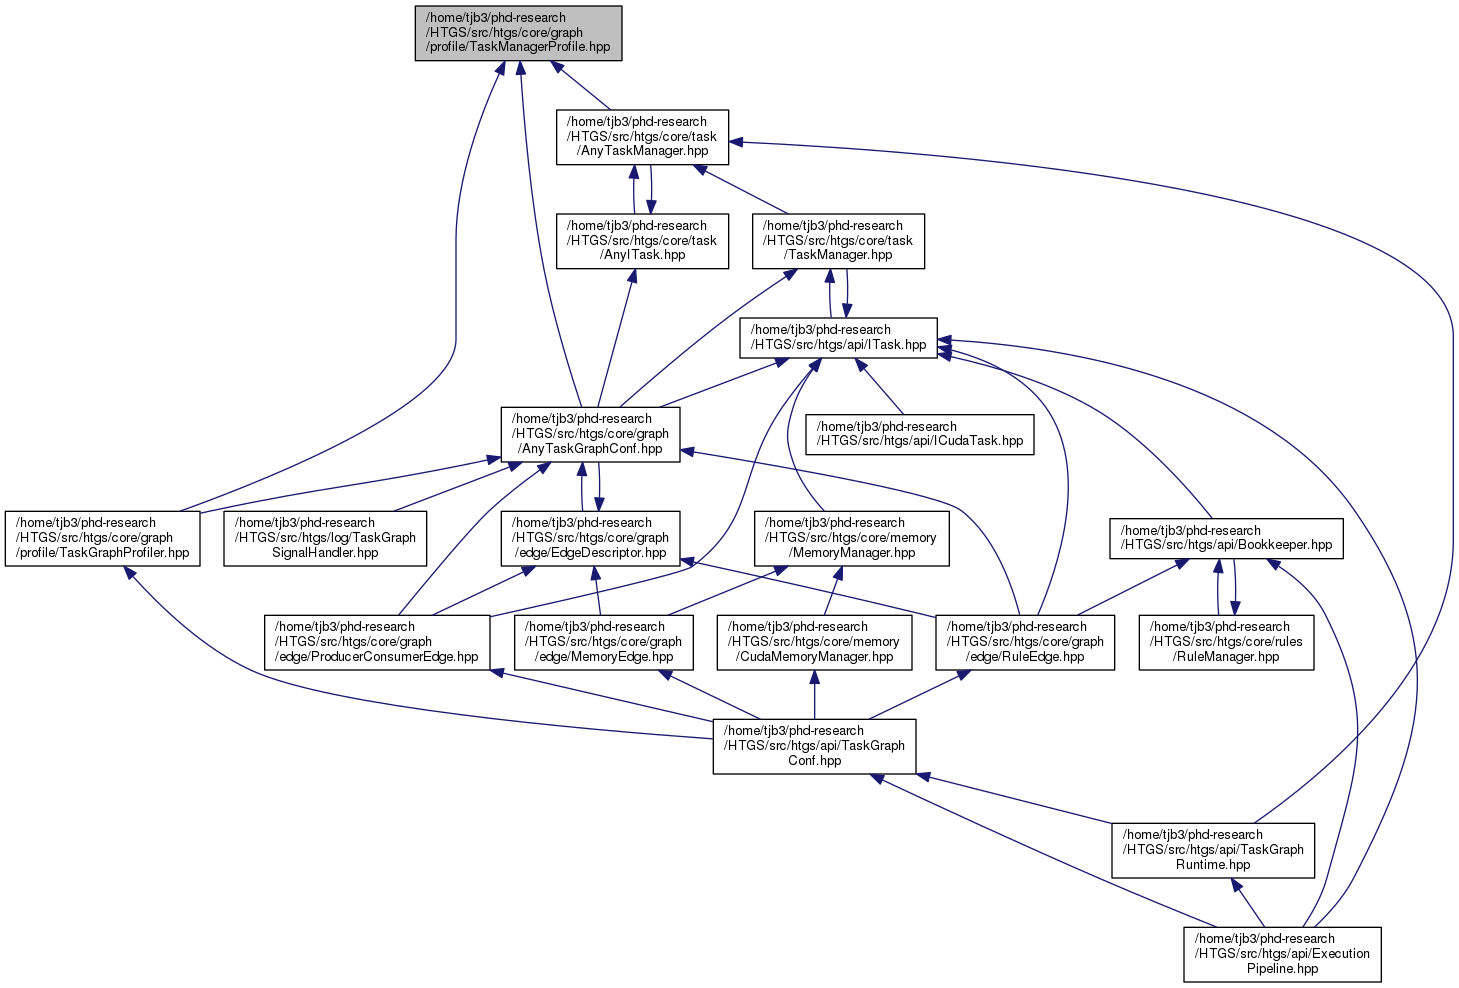 /home/tjb3/phd-research
/HTGS/src/htgs/core/graph
/profile/TaskManagerProfile.hpp
/home/tjb3/phd-research
/HTGS/src/htgs/core/task
/AnyTaskManager.hpp
/home/tjb3/phd-research
/HTGS/src/htgs/core/task
/AnyITask.hpp
/home/tjb3/phd-research
/HTGS/src/htgs/core/task
/TaskManager.hpp
/home/tjb3/phd-research
/HTGS/src/htgs/api/ITask.hpp
/home/tjb3/phd-research
/HTGS/src/htgs/core/graph
/AnyTaskGraphConf.hpp
/home/tjb3/phd-research
/HTGS/src/htgs/api/ICudaTask.hpp
/home/tjb3/phd-research
/HTGS/src/htgs/core/graph
/profile/TaskGraphProfiler.hpp
/home/tjb3/phd-research
/HTGS/src/htgs/log/TaskGraph
SignalHandler.hpp
/home/tjb3/phd-research
/HTGS/src/htgs/core/graph
/edge/EdgeDescriptor.hpp
/home/tjb3/phd-research
/HTGS/src/htgs/core/memory
/MemoryManager.hpp
/home/tjb3/phd-research
/HTGS/src/htgs/api/Bookkeeper.hpp
/home/tjb3/phd-research
/HTGS/src/htgs/core/graph
/edge/ProducerConsumerEdge.hpp
/home/tjb3/phd-research
/HTGS/src/htgs/core/graph
/edge/MemoryEdge.hpp
/home/tjb3/phd-research
/HTGS/src/htgs/core/memory
/CudaMemoryManager.hpp
/home/tjb3/phd-research
/HTGS/src/htgs/core/graph
/edge/RuleEdge.hpp
/home/tjb3/phd-research
/HTGS/src/htgs/core/rules
/RuleManager.hpp
/home/tjb3/phd-research
/HTGS/src/htgs/api/TaskGraph
Conf.hpp
/home/tjb3/phd-research
/HTGS/src/htgs/api/TaskGraph
Runtime.hpp
/home/tjb3/phd-research
/HTGS/src/htgs/api/Execution
Pipeline.hpp